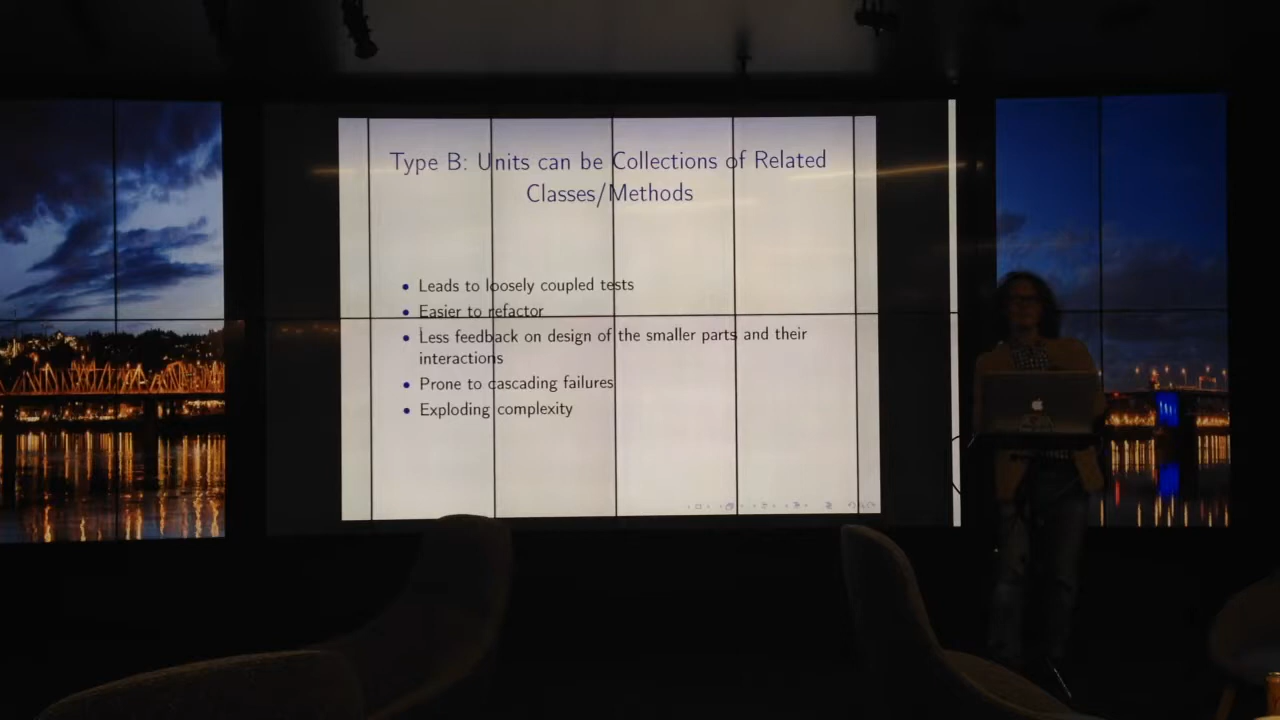 Type B: Units can be Collections of Related
Classes/Methods
Leads to loosely coupled tests
Easier to refactor
Less feedback on design of the smaller parts and their
interactions
Prone to cascading failures
Exploding complexity